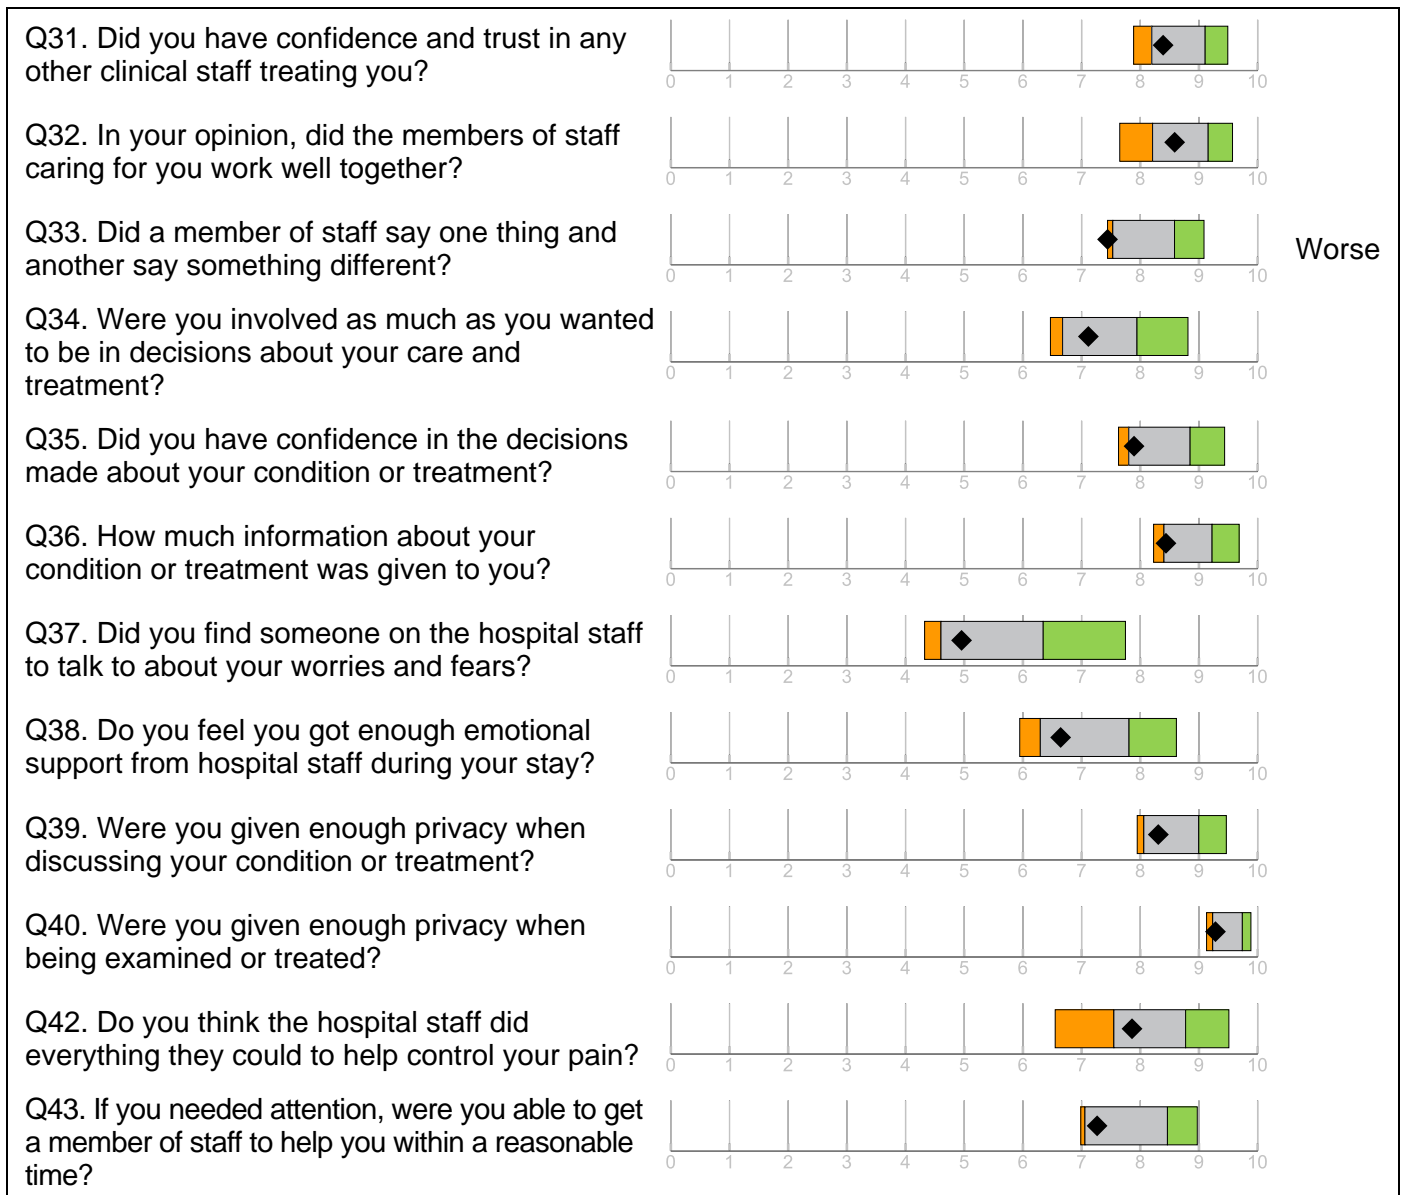 Q31. Did you have confidence and trust in any
other clinical staff treating you?
0 1 2 3 4 5 6 7 8 9 10
Q32. In your opinion, did the members of staff
caring for you work well together?
0 1 2 3 4 5 6 7 8 9 10
Q33. Did a member of staff say one thing and
another say something different?
Worse
0 1 2 3 4 5 6 7 8 9 10
Q34. Were you involved as much as you wanted
to be in decisions about your care and
treatment?
0 1 2 3 4 5 6 7 8 9 10
Q35. Did you have confidence in the decisions
made about your condition or treatment?
0 1 2 3 4 5 6 7 8 9 10
Q36. How much information about your
condition or treatment was given to you?
0 1 2 3 4 5 6 7 8 9 10
Q37. Did you find someone on the hospital staff
to talk to about your worries and fears?
0 1 2 3 4 5 6 7 8 9 10
Q38. Do you feel you got enough emotional
support from hospital staff during your stay?
0 1 2 3 4 5 6 7 8 9 10
Q39. Were you given enough privacy when
discussing your condition or treatment?
0 1 2 3 4 5 6 7 8 9 10
Q40. Were you given enough privacy when
being examined or treated?
0 1 2 3 4 5 6 7 8 9 10
Q42. Do you think the hospital staff did
everything they could to help control your pain?
0 1 2 3 4 5 6 7 8 9 10
Q43. If you needed attention, were you able to get
a member of staff to help you within a reasonable
time?
0 1 2 3 4 5 6 7 8 9 10